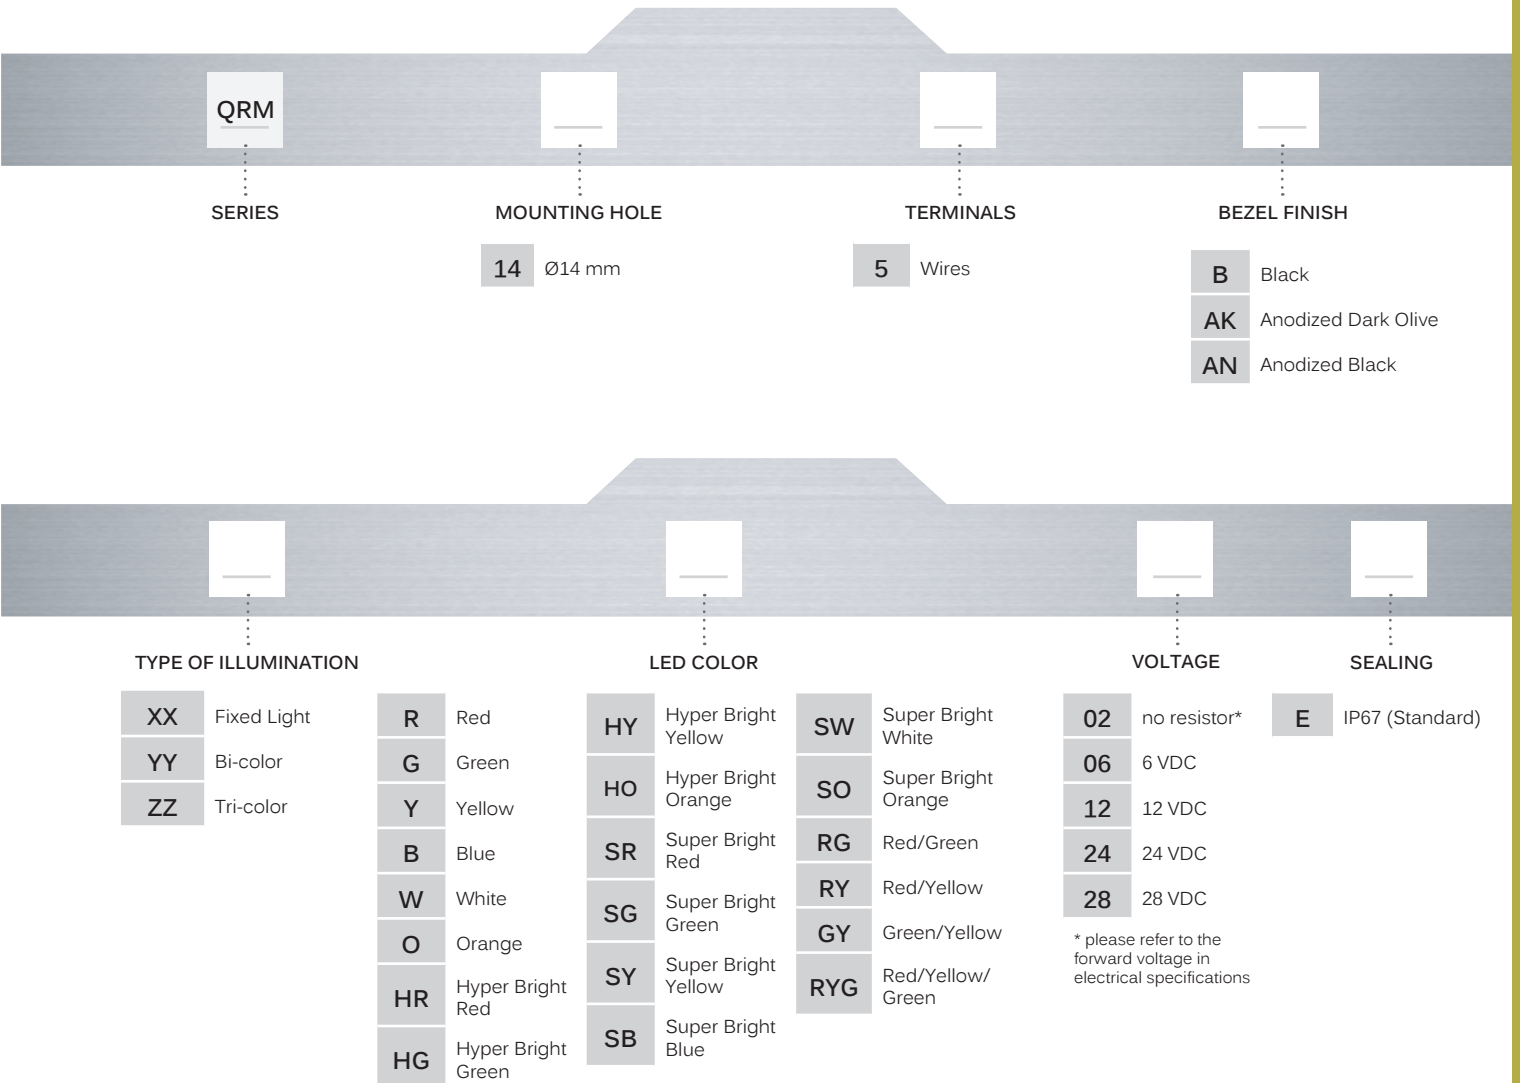 QRM
SERIES
MOUNTING HOLE
TERMINALS
BEZEL FINISH
14 Ø14 mm
5 Wires
B Black
AK Anodized Dark Olive
AN Anodized Black
TYPE OF ILLUMINATION
XX Fixed Light
YY Bi-color
ZZ Tri-color
LED COLOR
R Red
G Green
Y Yellow
B Blue
W White
O Orange
HR Hyper Bright
Red
HG Hyper Bright
Green
HY Hyper Bright
Yellow
HO Hyper Bright
Orange
SR Super Bright
Red
SG Super Bright
Green
SY Super Bright
Yellow
SB Super Bright
Blue
SW Super Bright
White
SO Super Bright
Orange
RG Red/Green
RY Red/Yellow
GY Green/Yellow
RYG Red/Yellow/
Green
VOLTAGE
02 no resistor*
06 6 VDC
12 12 VDC
24 24 VDC
28 28 VDC
* please refer to the
forward voltage in
electrical specifications
SEALING
E IP67 (Standard)